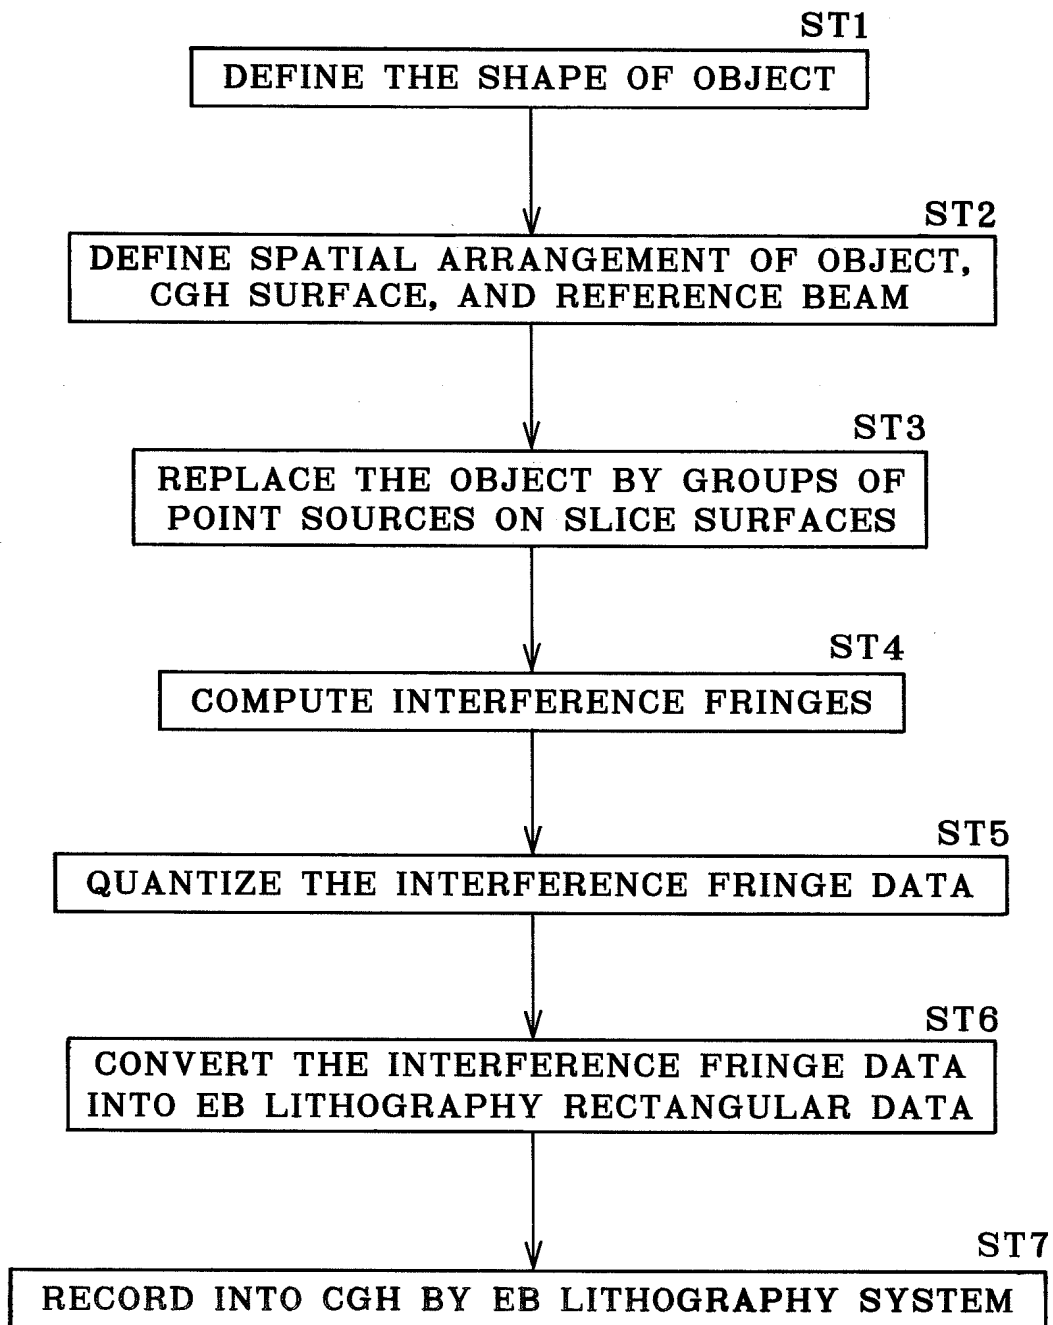 ST1
DEFINE THE SHAPE OF OBJECT
ST2
DEFINE SPATIAL ARRANGEMENT OF OBJECT,
CGH SURFACE, AND REFERENCE BEAM
ST3
REPLACE THE OBJECT BY GROUPS OF
POINT SOURCES ON SLICE SURFACES
ST4
COMPUTE INTERFERENCE FRINGES
ST5
QUANTIZE THE INTERFERENCE FRINGE DATA
ST6
CONVERT THE INTERFERENCE FRINGE DATA
INTO EB LITHOGRAPHY RECTANGULAR DATA
ST7
RECORD INTO CGH BY EB LITHOGRAPHY SYSTEM